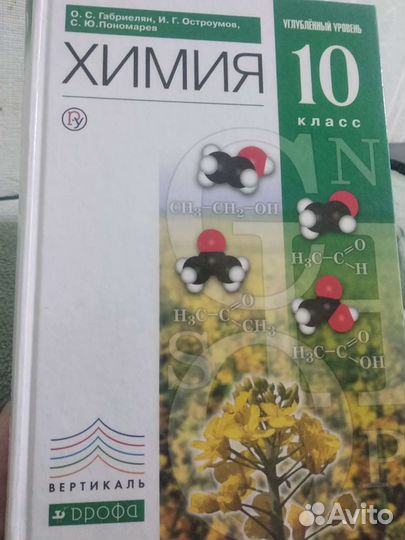 О. С. Габриелян, И. Г. Остроумов,
С. Ю. Пономарев
УГЛУБЛЁННЫЙ УРОВЕНЬ
ХИМИЯ
10
класс
РУ
CH₃–CH₂–OH
H₃C–C
O
H
H₃C–C
O
CH₃
H₃C–C
O
OH
C
N
S
O
P
ВЕРТИКАЛЬ
дрофа
Avito